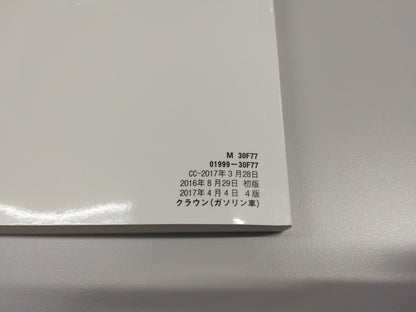 M 30F77
01999-30F77
CC-2017年3月28日
2016年8月29日 初版
2017年4月4日 4版
クラウン(ガソリン車)